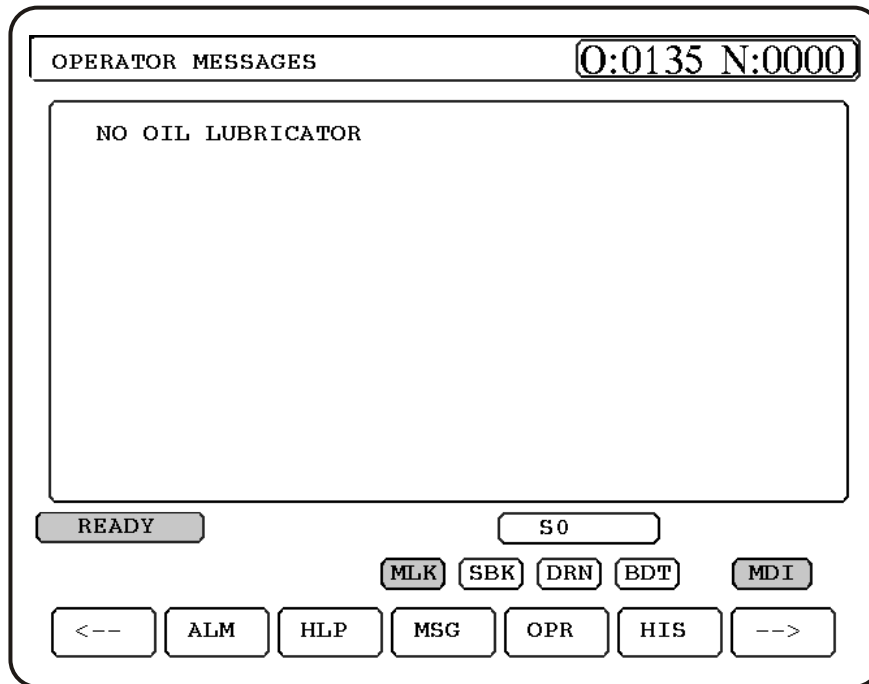 OPERATOR MESSAGES O:0135 N:0000
NO OIL LUBRICATOR
READY S0
MLK SBK DRN BDT MDI
<-- ALM HLP MSG OPR HIS -->